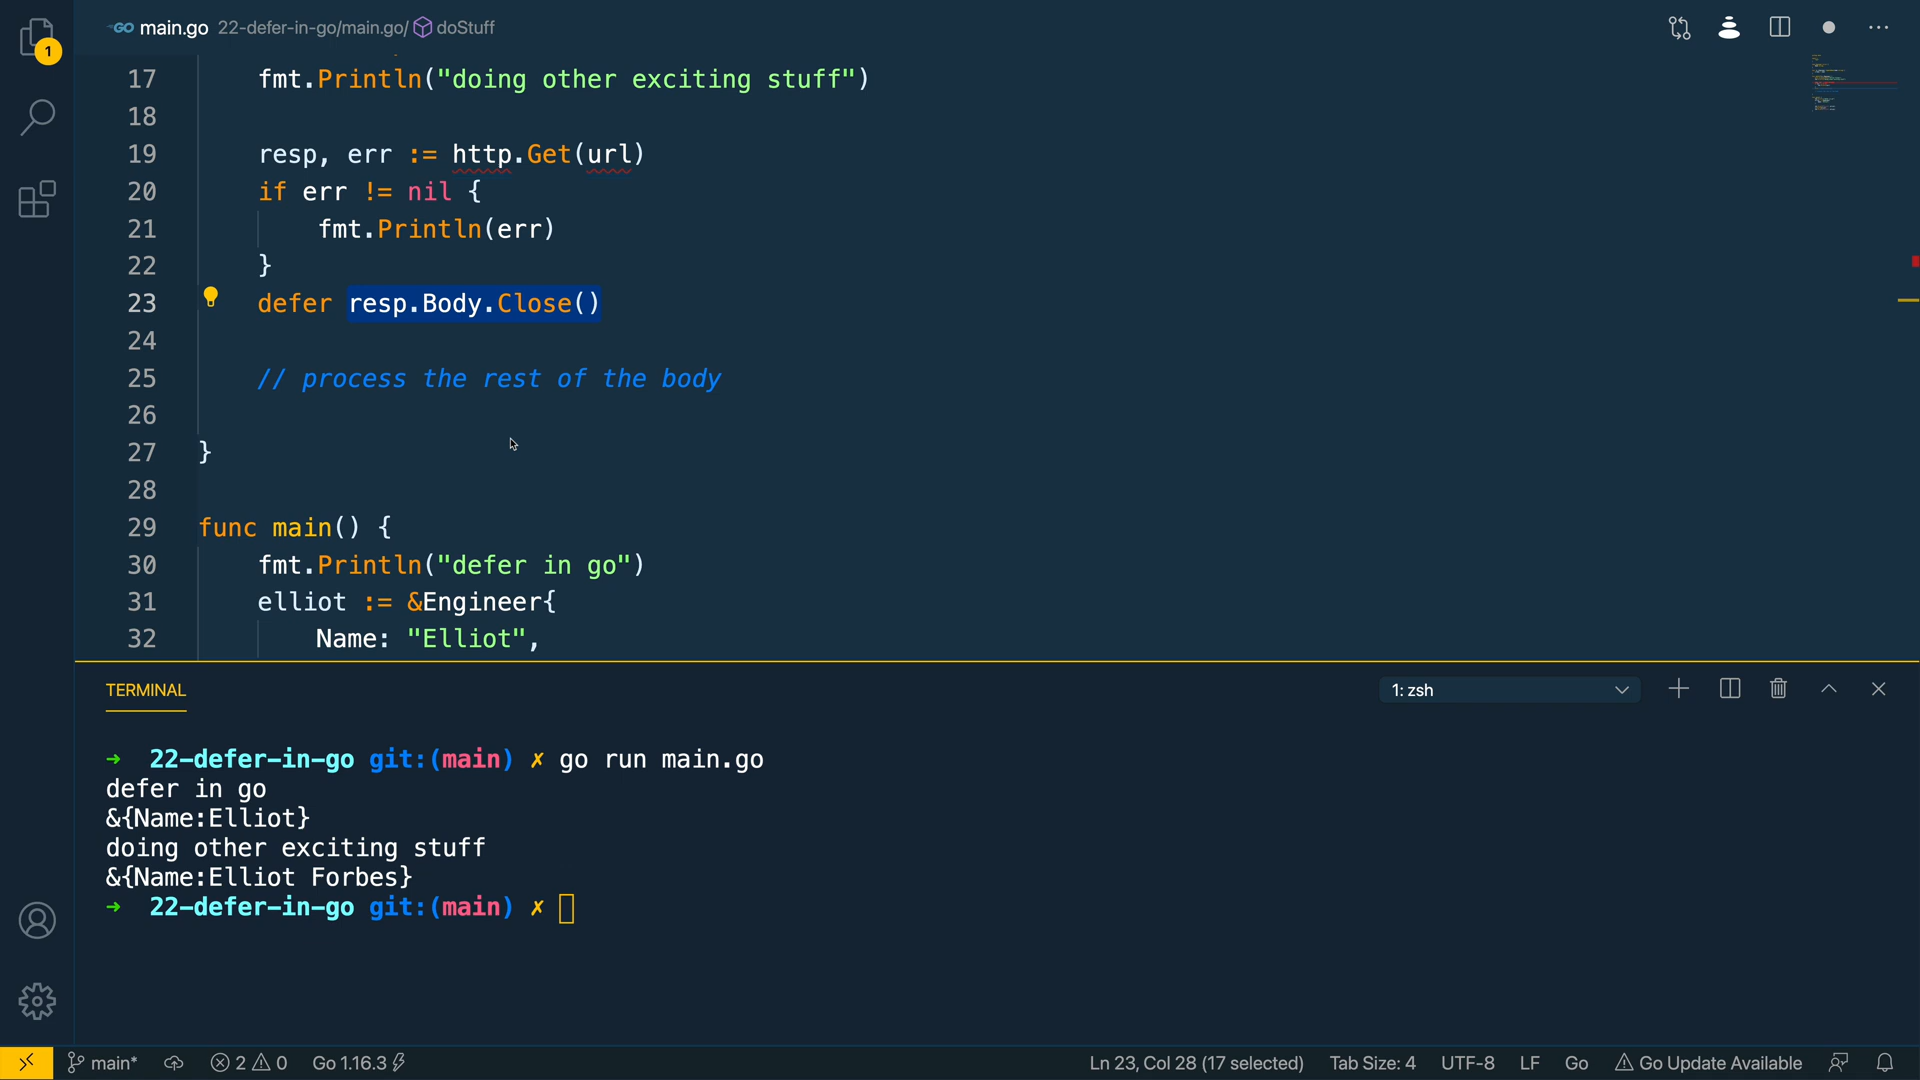 1
GO main.go 22-defer-in-go/main.go/ doStuff
17 fmt.Println("doing other exciting stuff")
18
19 resp, err := http.Get(url)
20 if err != nil {
21 fmt.Println(err)
22 }
23 defer resp.Body.Close()
24
25 // process the rest of the body
26
27 }
28
29 func main() {
30 fmt.Println("defer in go")
31 elliot := &Engineer{
32 Name: "Elliot",
TERMINAL
1: zsh
➜ 22-defer-in-go git:(main) ✗ go run main.go
defer in go
&{Name:Elliot}
doing other exciting stuff
&{Name:Elliot Forbes}
➜ 22-defer-in-go git:(main) ✗
main* 2 0 Go 1.16.3 Ln 23, Col 28 (17 selected) Tab Size: 4 UTF-8 LF Go Go Update Available